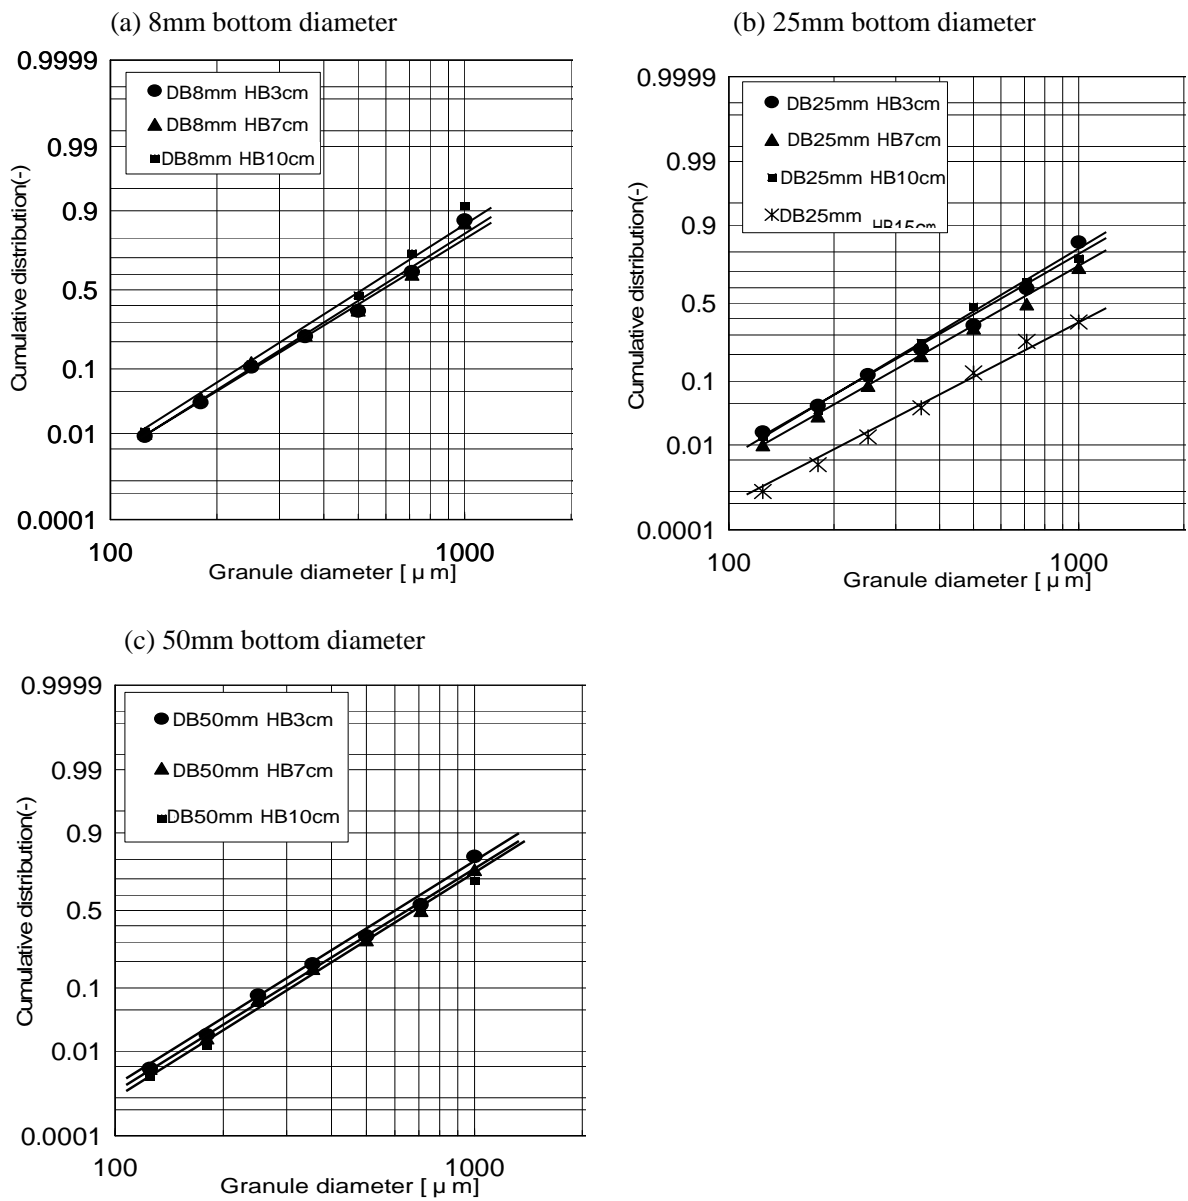 (a) 8mm bottom diameter
0.9999
0.99
0.9
0.5
0.1
0.01
0.0001
Cumulative distribution(-)
DB8mm HB3cm
DB8mm HB7cm
DB8mm HB10cm
100
1000
Granule diameter [ μ m]
(b) 25mm bottom diameter
0.9999
0.99
0.9
0.5
0.1
0.01
0.0001
Cumulative distribution(-)
DB25mm HB3cm
DB25mm HB7cm
DB25mm HB10cm
DB25mm
HB15cm
100
1000
Granule diameter [ μ m]
(c) 50mm bottom diameter
0.9999
0.99
0.9
0.5
0.1
0.01
0.0001
Cumulative distribution(-)
DB50mm HB3cm
DB50mm HB7cm
DB50mm HB10cm
100
1000
Granule diameter [ μ m]